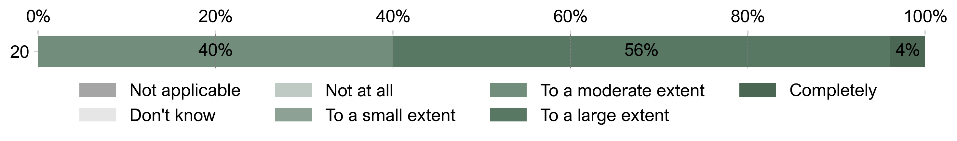 0% 20% 40% 60% 80% 100%
20 40% 56% 4%
Not applicable Not at all To a moderate extent Completely
Don't know To a small extent To a large extent